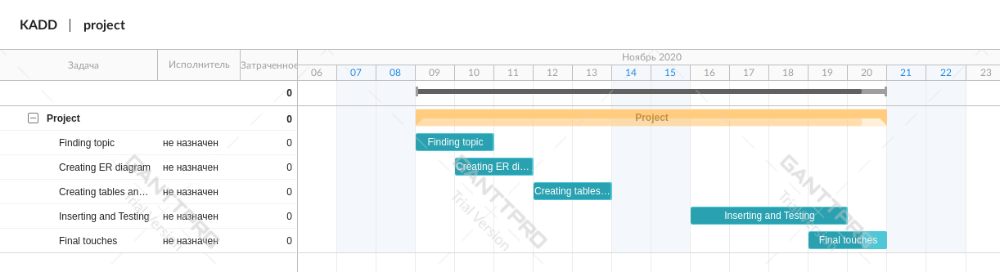 KADD | project
Задача Исполнитель Затраченное Ноябрь 2020
06 07 08 09 10 11 12 13 14 15 16 17 18 19 20 21 22 23
0
Project 0 Project
Finding topic не назначен 0 Finding topic
Creating ER diagram не назначен 0 Creating ER di…
Creating tables an… не назначен 0 Creating tables…
Inserting and Testing не назначен 0 Inserting and Testing
Final touches не назначен 0 Final touches
GANTTPRO
Trial Version
GANTTPRO
Trial Version
GANTTPRO
Trial Version